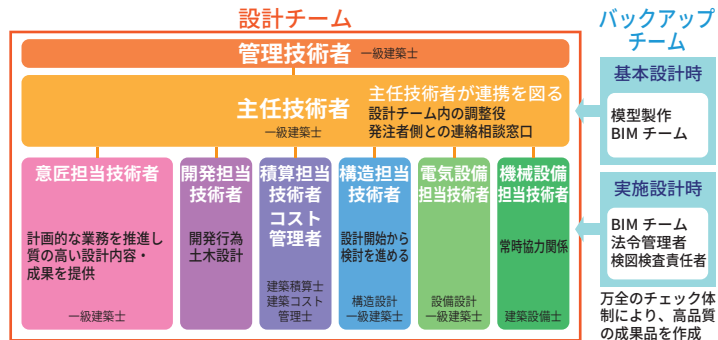 設計チーム
管理技術者 一級建築士
主任技術者
一級建築士
主任技術者が連携を図る
設計チーム内の調整役
発注者側との連絡相談窓口
意匠担当技術者
計画的な業務を推進し
質の高い設計内容・
成果を提供
一級建築士
開発担当
技術者
開発行為
土木設計
積算担当
技術者
コスト
管理者
建築積算士
建築コスト
管理士
構造担当
技術者
設計開始から
検討を進める
構造設計
一級建築士
電気設備
担当技術者
設備設計
一級建築士
機械設備
担当技術者
常時協力関係
建築設備士
バックアップ
チーム
基本設計時
模型製作
BIM チーム
実施設計時
BIM チーム
法令管理者
検図検査責任者
万全のチェック体
制により、高品質
の成果品を作成